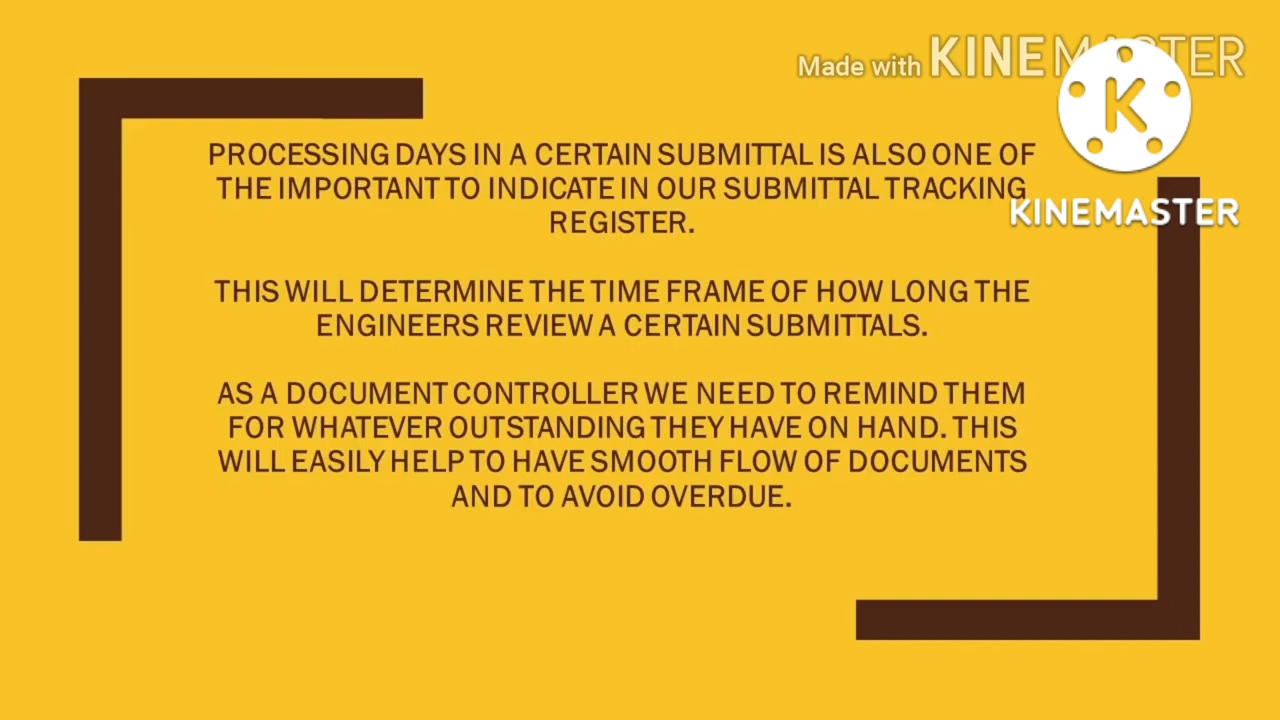 Made with KINEMASTER
K
KINEMASTER
PROCESSING DAYS IN A CERTAIN SUBMITTAL IS ALSO ONE OF
THE IMPORTANT TO INDICATE IN OUR SUBMITTAL TRACKING
REGISTER.
THIS WILL DETERMINE THE TIME FRAME OF HOW LONG THE
ENGINEERS REVIEW A CERTAIN SUBMITTALS.
AS A DOCUMENT CONTROLLER WE NEED TO REMIND THEM
FOR WHATEVER OUTSTANDING THEY HAVE ON HAND. THIS
WILL EASILY HELP TO HAVE SMOOTH FLOW OF DOCUMENTS
AND TO AVOID OVERDUE.